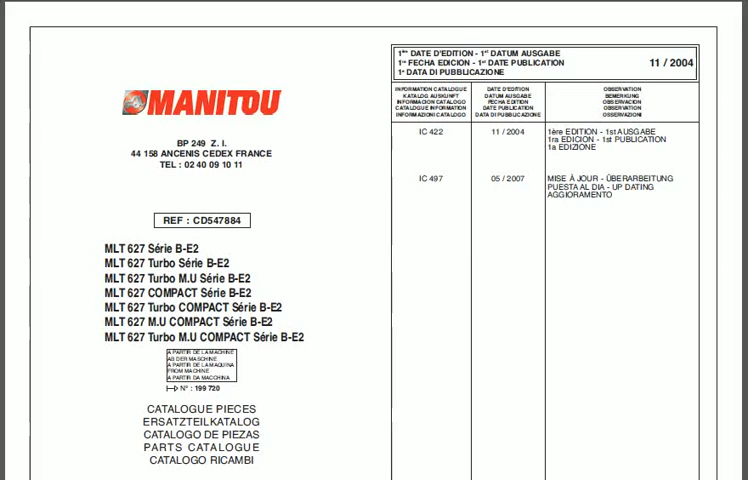 MANITOU
BP 249 Z. I.
44 158 ANCENIS CEDEX FRANCE
TEL : 02 40 09 10 11
REF : CD547884
MLT 627 Série B-E2
MLT 627 Turbo Série B-E2
MLT 627 Turbo M.U Série B-E2
MLT 627 COMPACT Série B-E2
MLT 627 Turbo COMPACT Série B-E2
MLT 627 M.U COMPACT Série B-E2
MLT 627 Turbo M.U COMPACT Série B-E2
A PARTIR DE LA MACHINE
AB DER MASCHINE
A PARTIR DE LA MAQUINA
FROM MACHINE
A PARTIR DA MACCHINA
N° : 199 720
CATALOGUE PIECES
ERSATZTEILKATALOG
CATALOGO DE PIEZAS
PARTS CATALOGUE
CATALOGO RICAMBI
1ère DATE D'EDITION - 1st DATUM AUSGABE
1ra FECHA EDICION - 1st DATE PUBLICATION
1a DATA DI PUBBLICAZIONE
11 / 2004
INFORMATION CATALOGUE
KATALOG AUSKUNFT
INFORMACION CATALOGO
CATALOGUE INFORMATION
INFORMAZIONI CATALOGO
DATE D'EDITION
DATUM AUSGABE
FECHA EDITION
DATE PUBLICATION
DATA DI PUBBLICAZIONE
OBSERVATION
BEMERKUNG
OBSERVACION
OBSERVATION
OSSERVAZIONI
IC 422 11 / 2004 1ère EDITION - 1st AUSGABE
1ra EDICION - 1st PUBLICATION
1a EDIZIONE
IC 497 05 / 2007 MISE À JOUR - ÜBERARBEITUNG
PUESTA AL DIA - UP DATING
AGGIORAMENTO